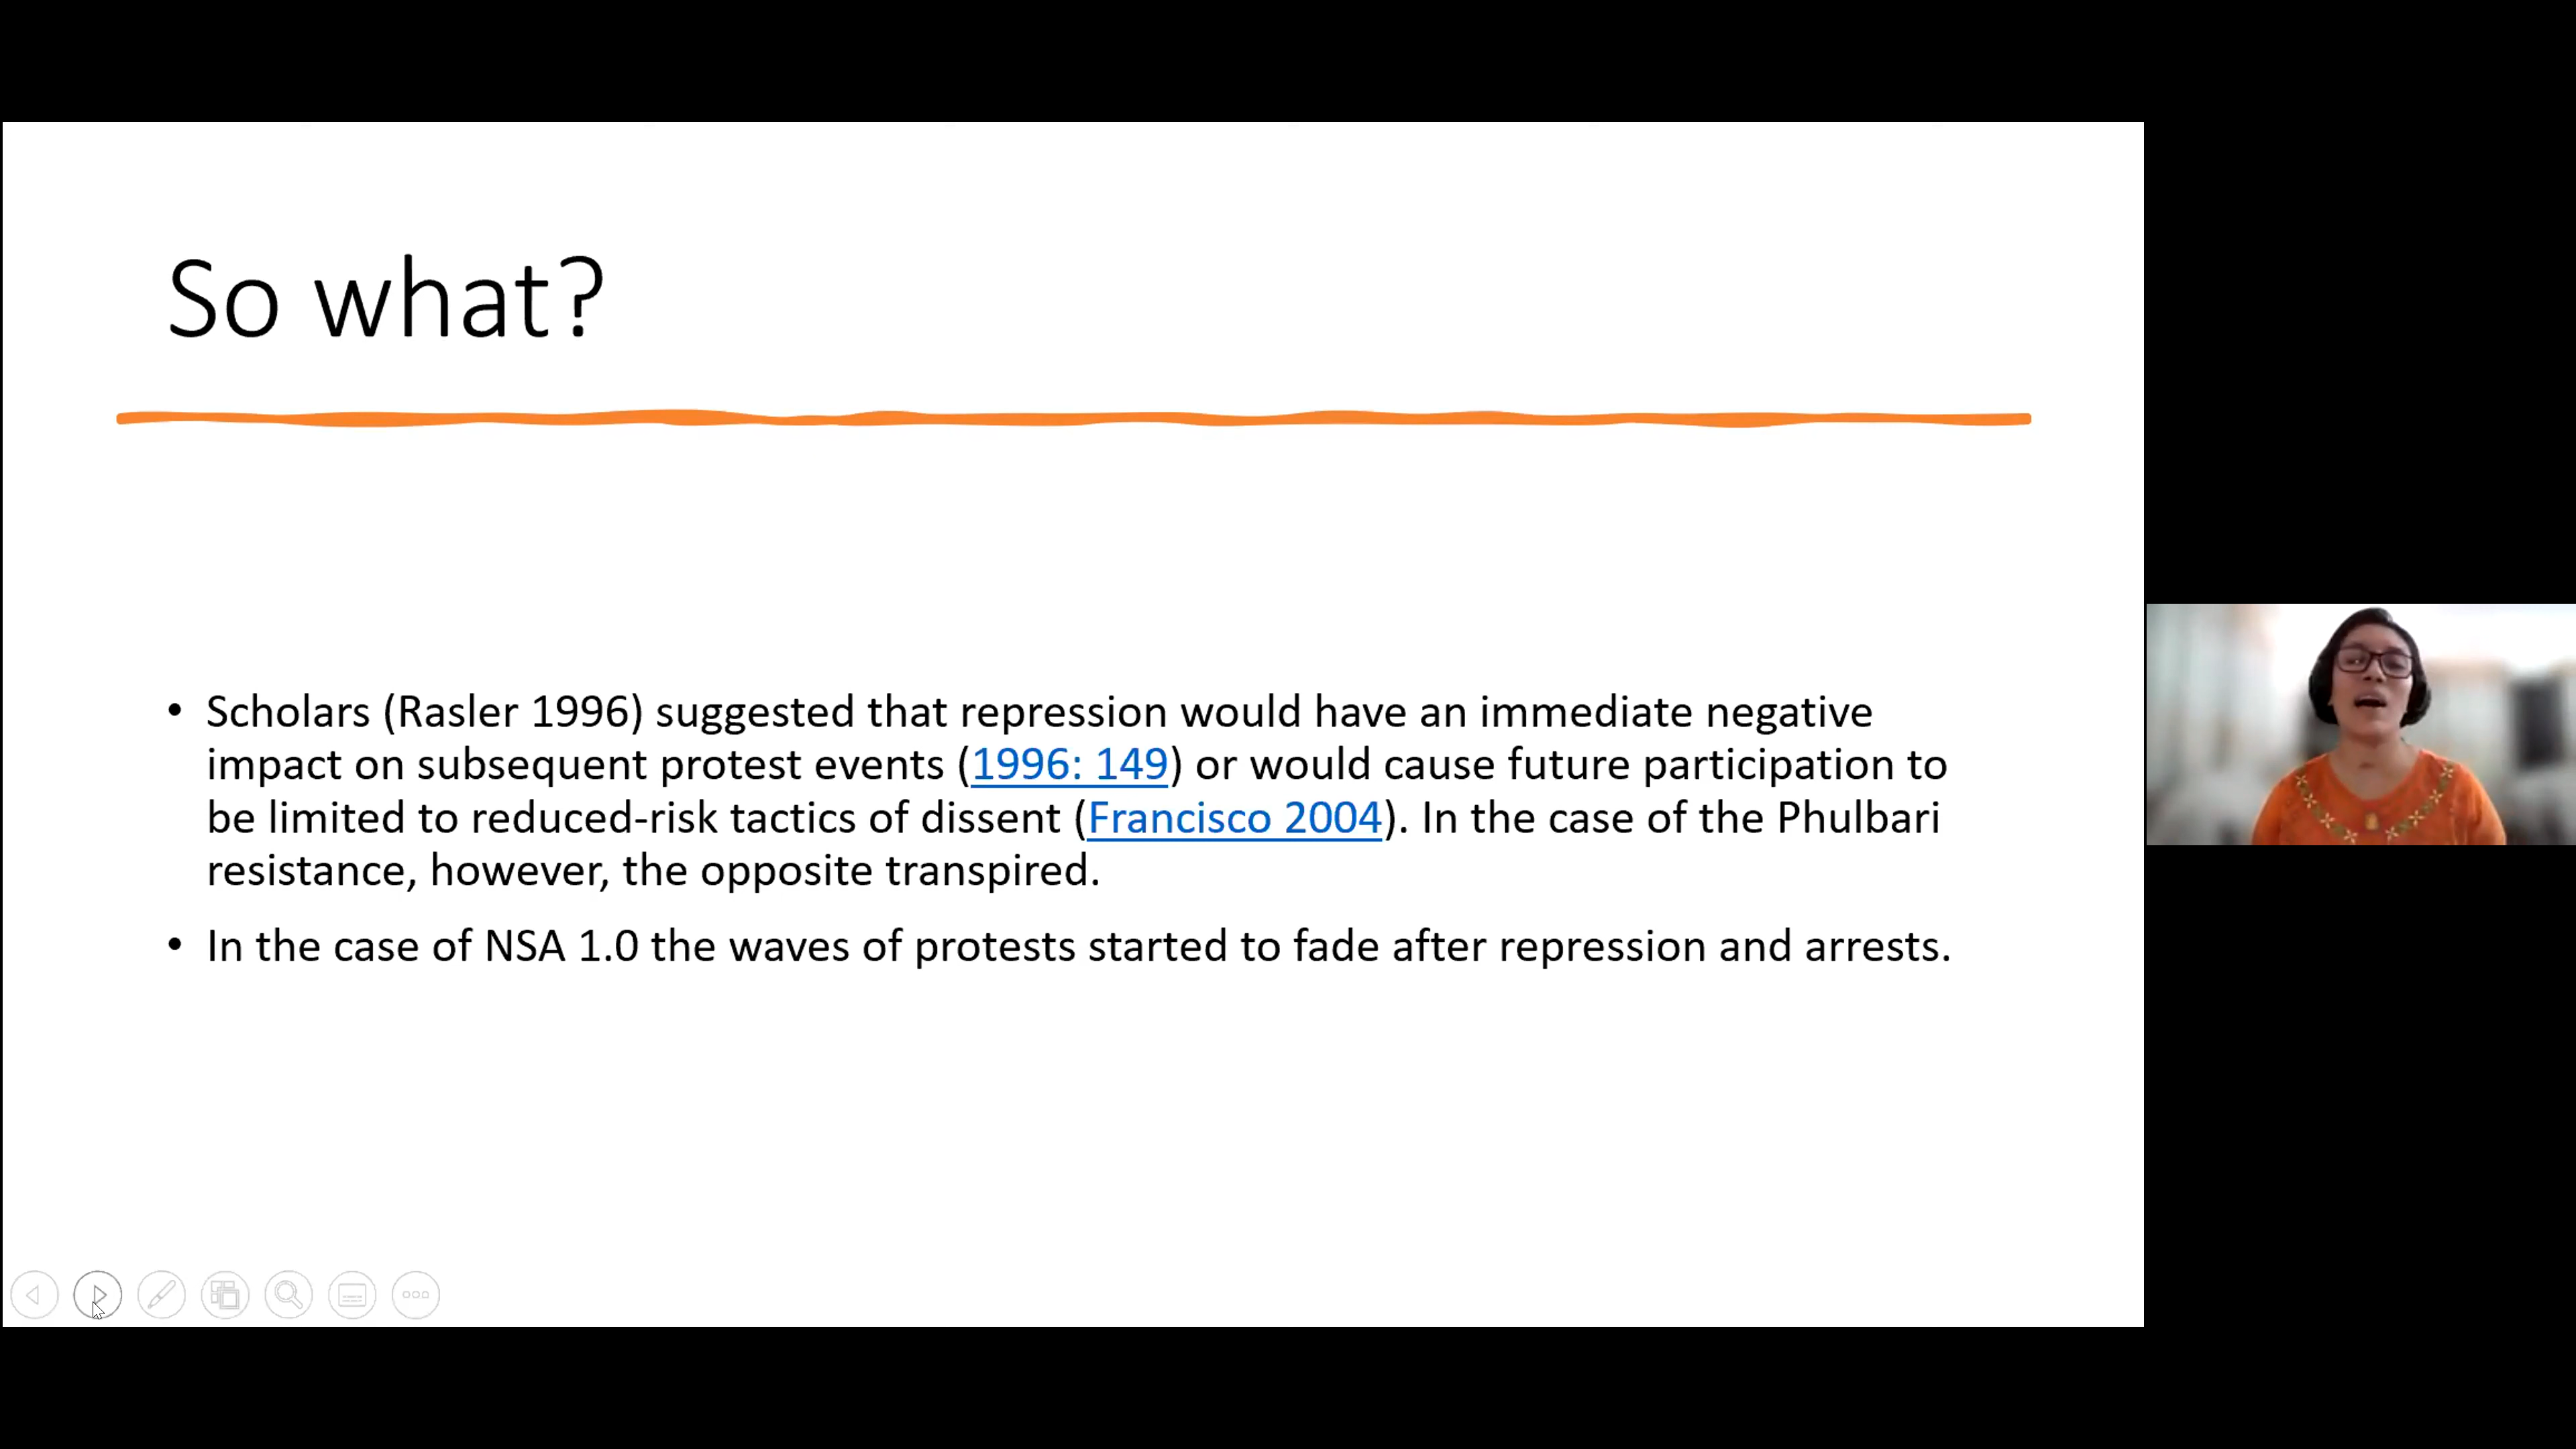 So what?
• Scholars (Rasler 1996) suggested that repression would have an immediate negative
impact on subsequent protest events (1996: 149) or would cause future participation to
be limited to reduced-risk tactics of dissent (Francisco 2004). In the case of the Phulbari
resistance, however, the opposite transpired.
• In the case of NSA 1.0 the waves of protests started to fade after repression and arrests.